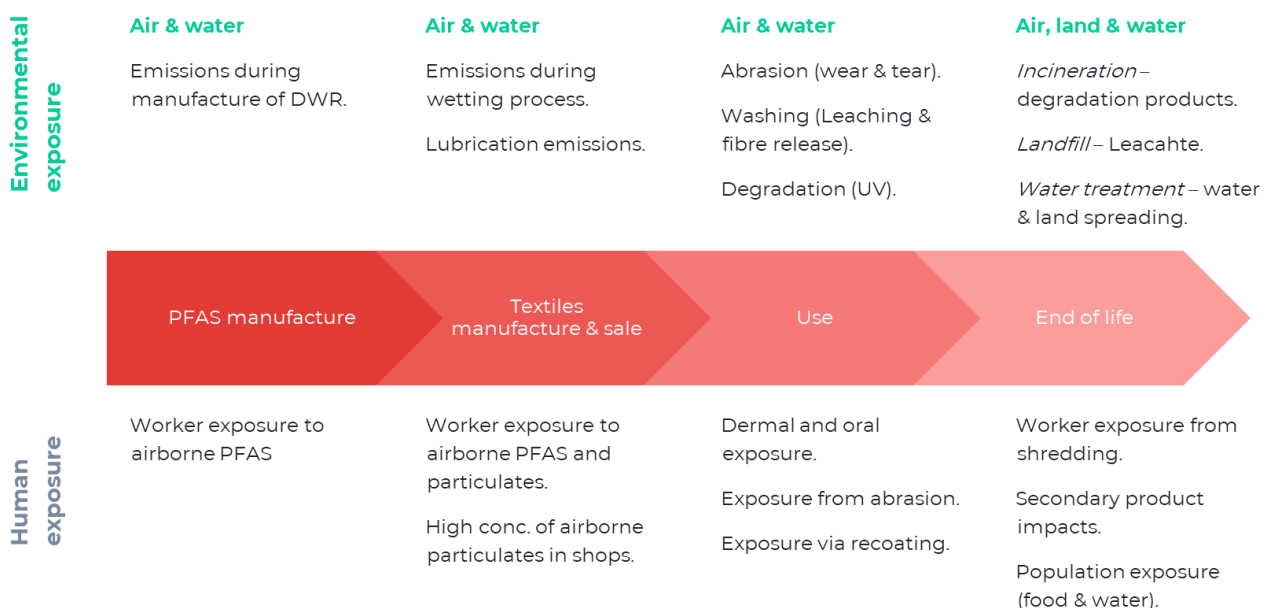 Environmental
exposure
Air & water
Emissions during
manufacture of DWR.
Air & water
Emissions during
wetting process.
Lubrication emissions.
Air & water
Abrasion (wear & tear).
Washing (Leaching &
fibre release).
Degradation (UV).
Air, land & water
Incineration –
degradation products.
Landfill – Leacahte.
Water treatment – water
& land spreading.
PFAS manufacture
Textiles
manufacture & sale
Use
End of life
Human
exposure
Worker exposure to
airborne PFAS
Worker exposure to
airborne PFAS and
particulates.
High conc. of airborne
particulates in shops.
Dermal and oral
exposure.
Exposure from abrasion.
Exposure via recoating.
Worker exposure from
shredding.
Secondary product
impacts.
Population exposure
(food & water).